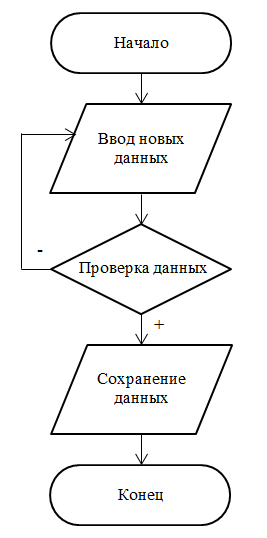 Начало
Ввод новых
данных
-
Проверка данных
+
Сохранение
данных
Конец